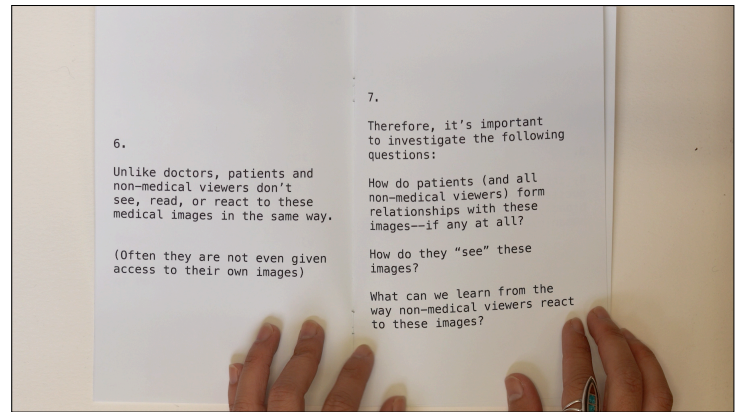 6.
Unlike doctors, patients and
non-medical viewers don't
see, read, or react to these
medical images in the same way.
(Often they are not even given
access to their own images)
7.
Therefore, it's important
to investigate the following
questions:
How do patients (and all
non-medical viewers) form
relationships with these
images--if any at all?
How do they “see” these
images?
What can we learn from the
way non-medical viewers react
to these images?